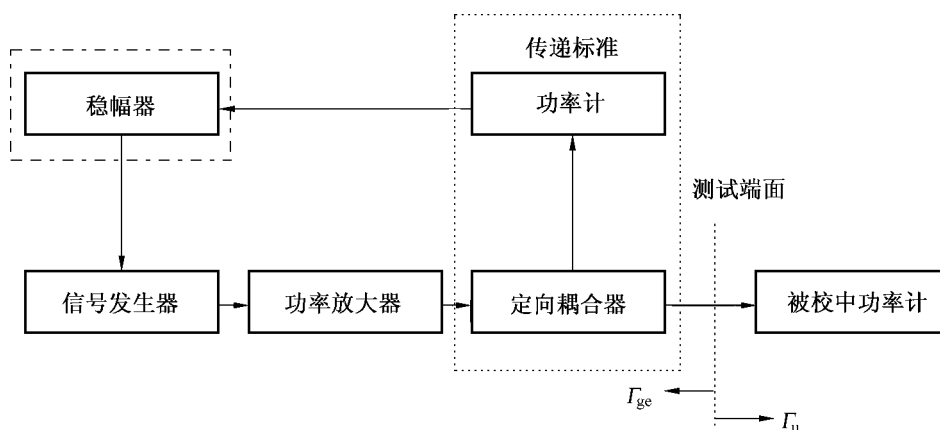 传递标准
稳幅器
功率计
测试端面
信号发生器
功率放大器
定向耦合器
被校中功率计
Γge
Γu